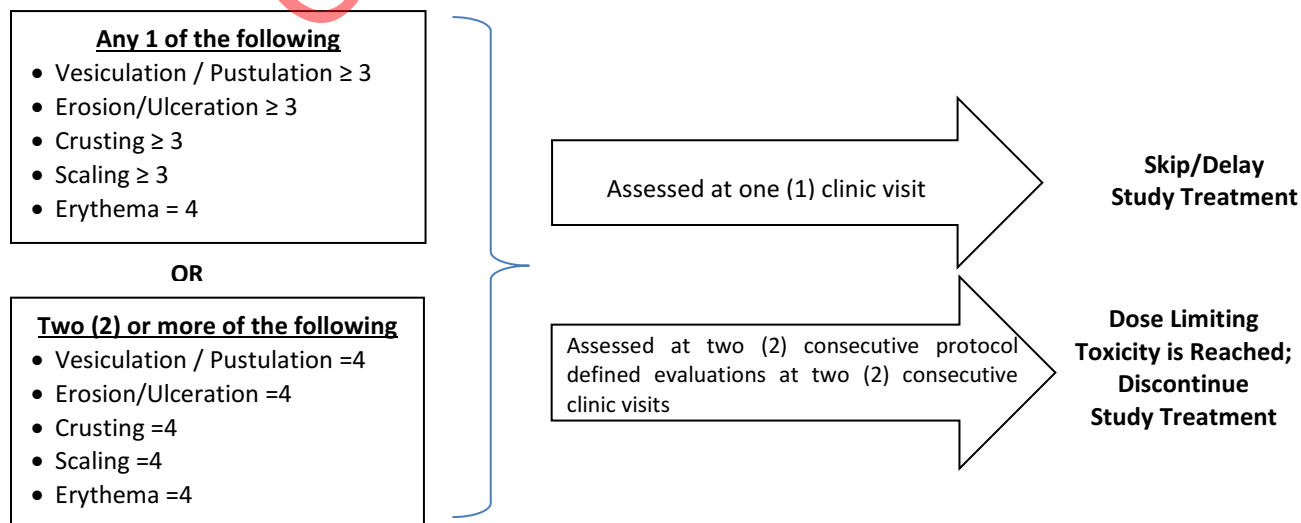 Any 1 of the following
• Vesiculation / Pustulation ≥ 3
• Erosion/Ulceration ≥ 3
• Crusting ≥ 3
• Scaling ≥ 3
• Erythema = 4
OR
Two (2) or more of the following
• Vesiculation / Pustulation =4
• Erosion/Ulceration =4
• Crusting =4
• Scaling =4
• Erythema =4
Assessed at one (1) clinic visit
Skip/Delay
Study Treatment
Assessed at two (2) consecutive protocol
defined evaluations at two (2) consecutive
clinic visits
Dose Limiting
Toxicity is Reached;
Discontinue
Study Treatment